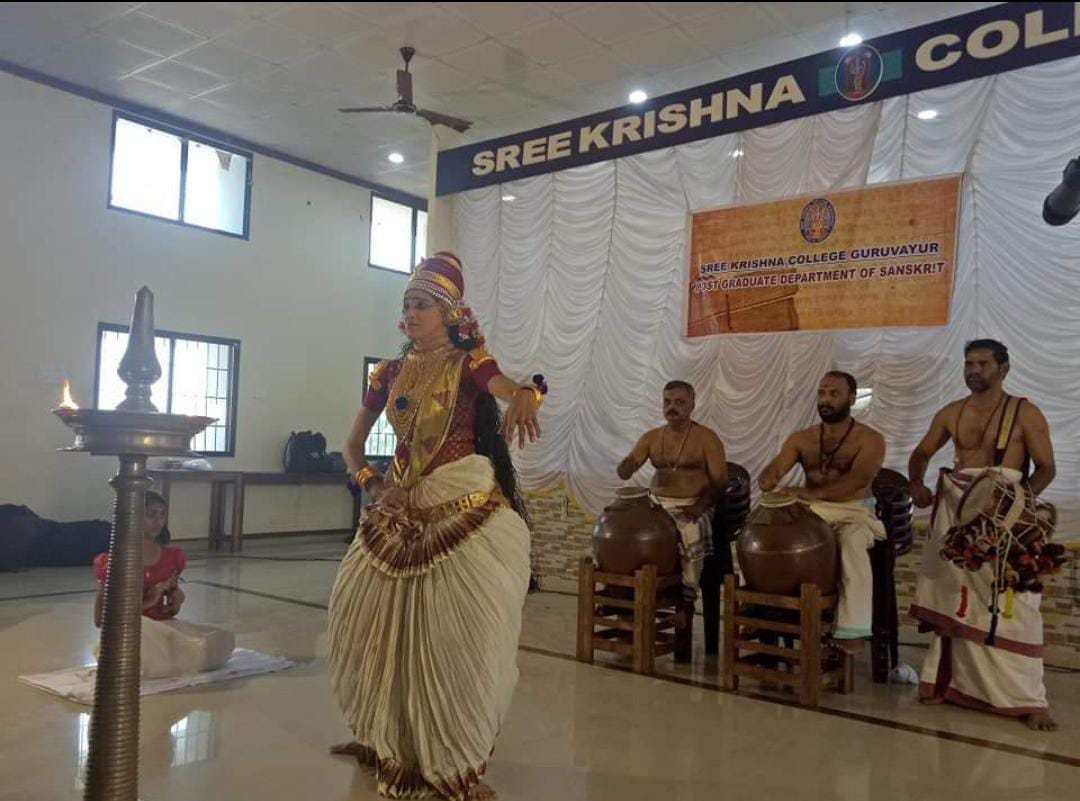 SREE KRISHNA COL
SREE KRISHNA COLLEGE GURUVAYUR
POST GRADUATE DEPARTMENT OF SANSKRIT